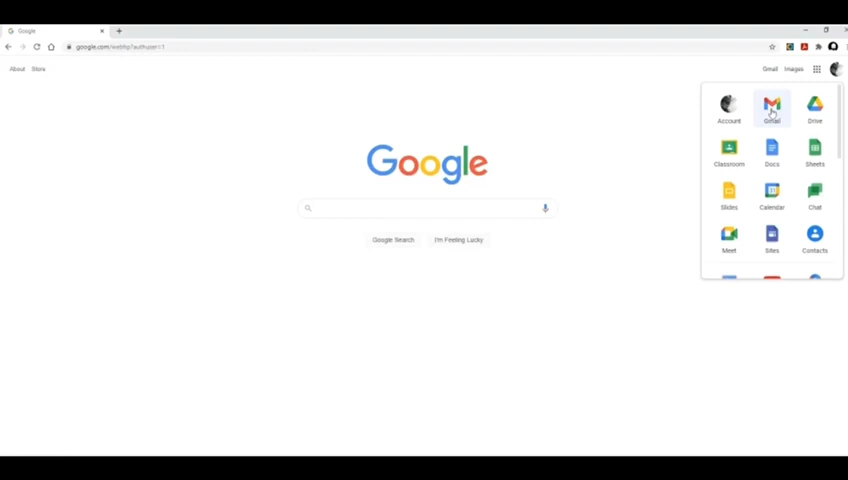 Google
google.com/webhp?authuser=1
About Store
Gmail Images
Account Gmail Drive
Classroom Docs Sheets
Slides Calendar Chat
Meet Sites Contacts
Google
Google Search I'm Feeling Lucky